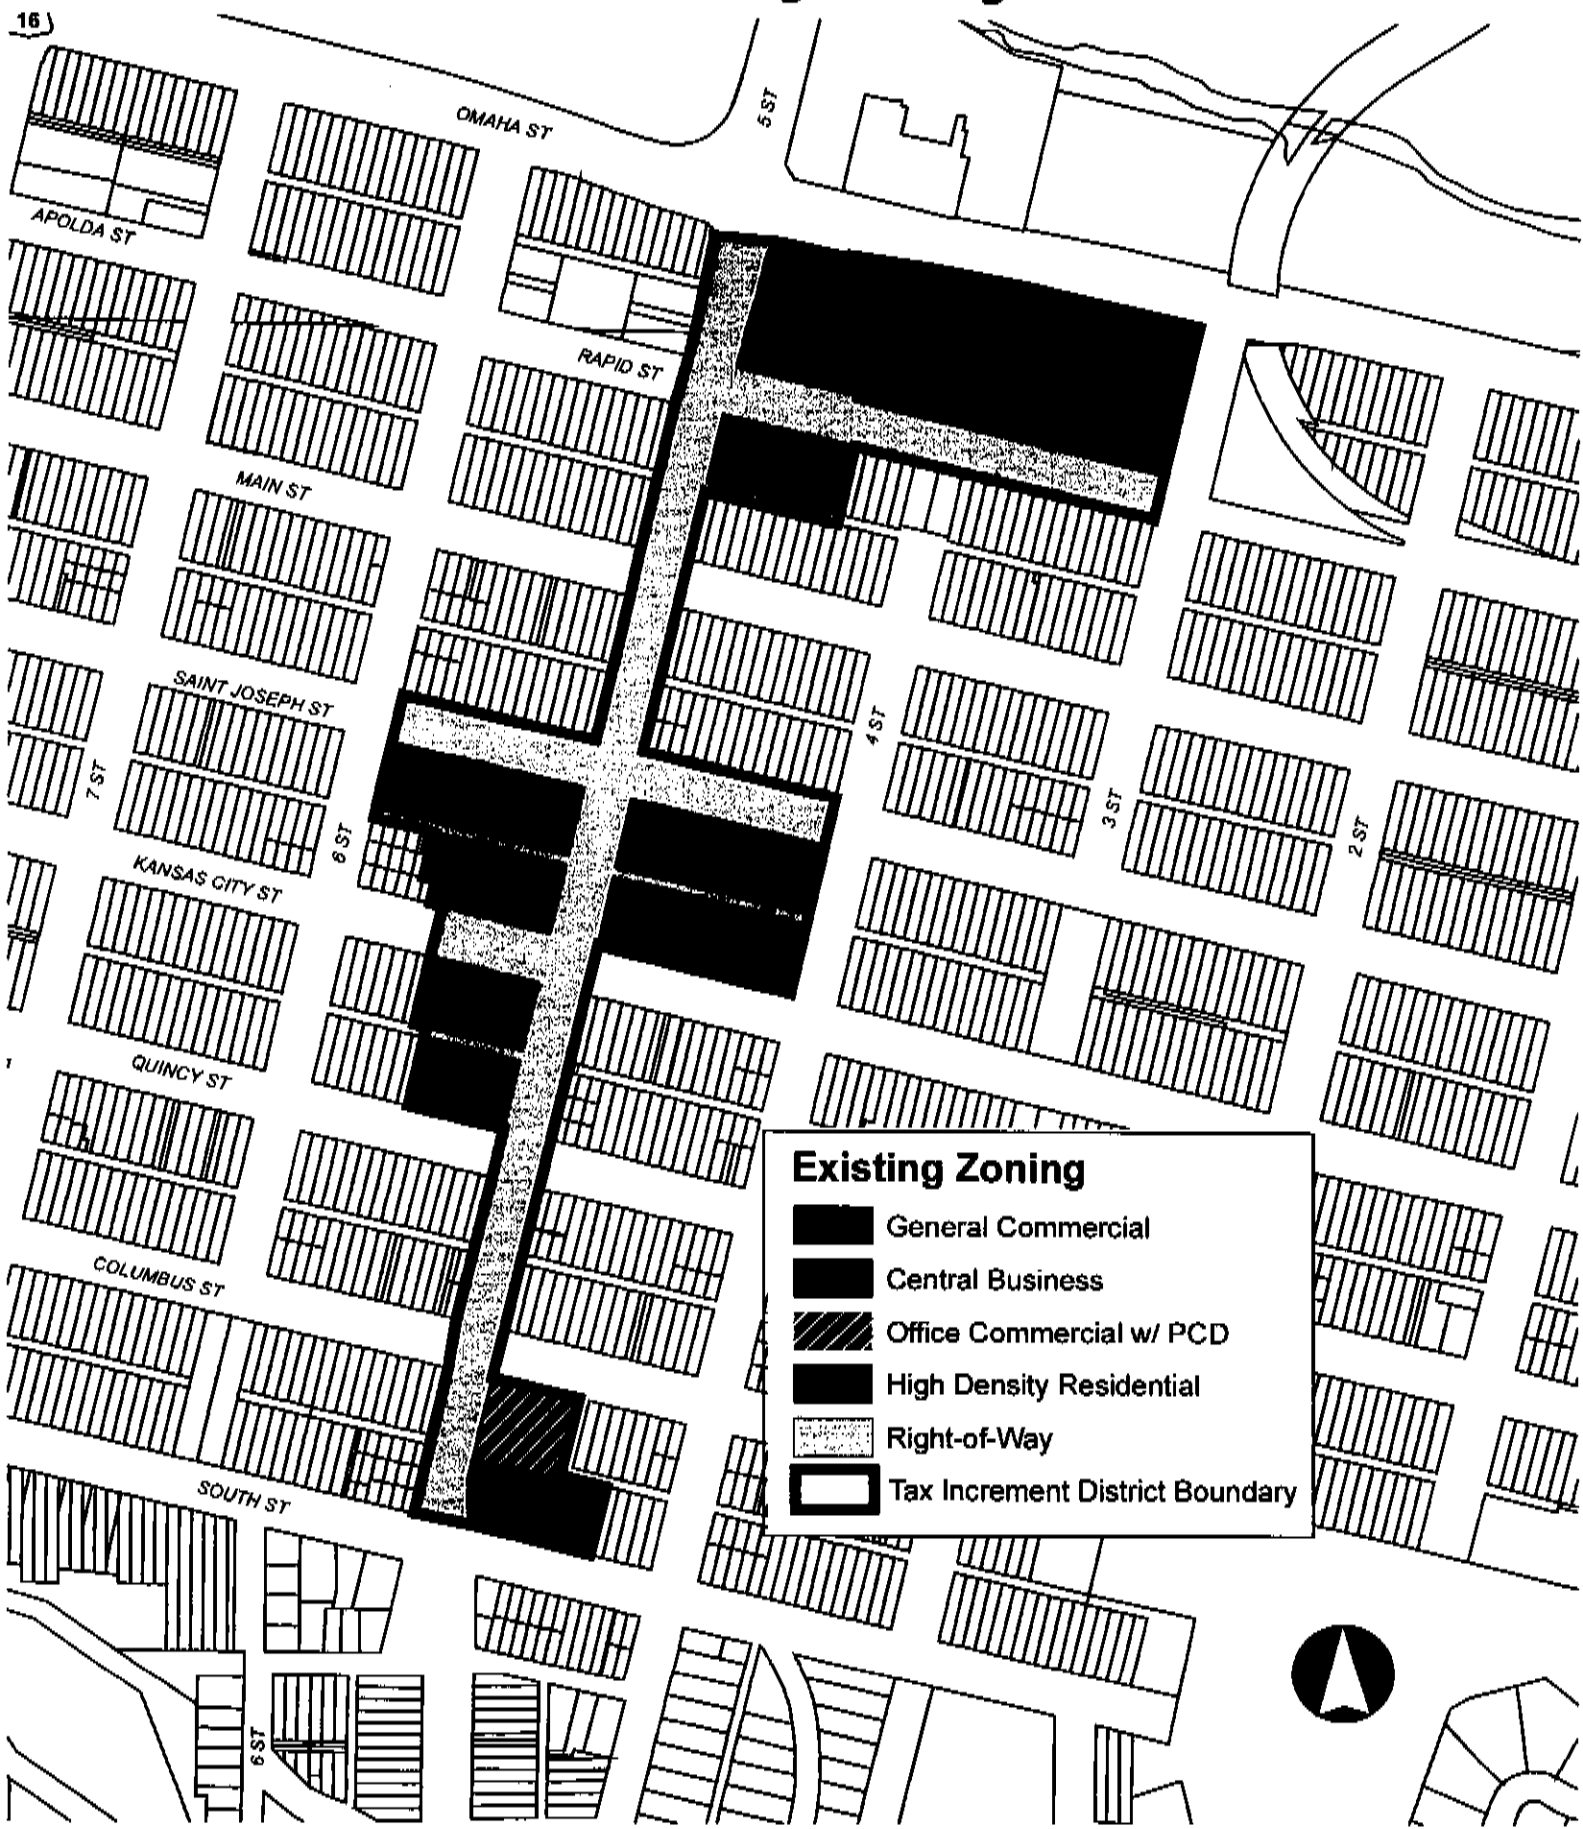 16
OMAHA ST
5 ST
APOLDA ST
RAPID ST
MAIN ST
SAINT JOSEPH ST
4 ST
7 ST
6 ST
3 ST
2 ST
KANSAS CITY ST
QUINCY ST
COLUMBUS ST
SOUTH ST
6 ST
Existing Zoning
General Commercial
Central Business
Office Commercial w/ PCD
High Density Residential
Right-of-Way
Tax Increment District Boundary